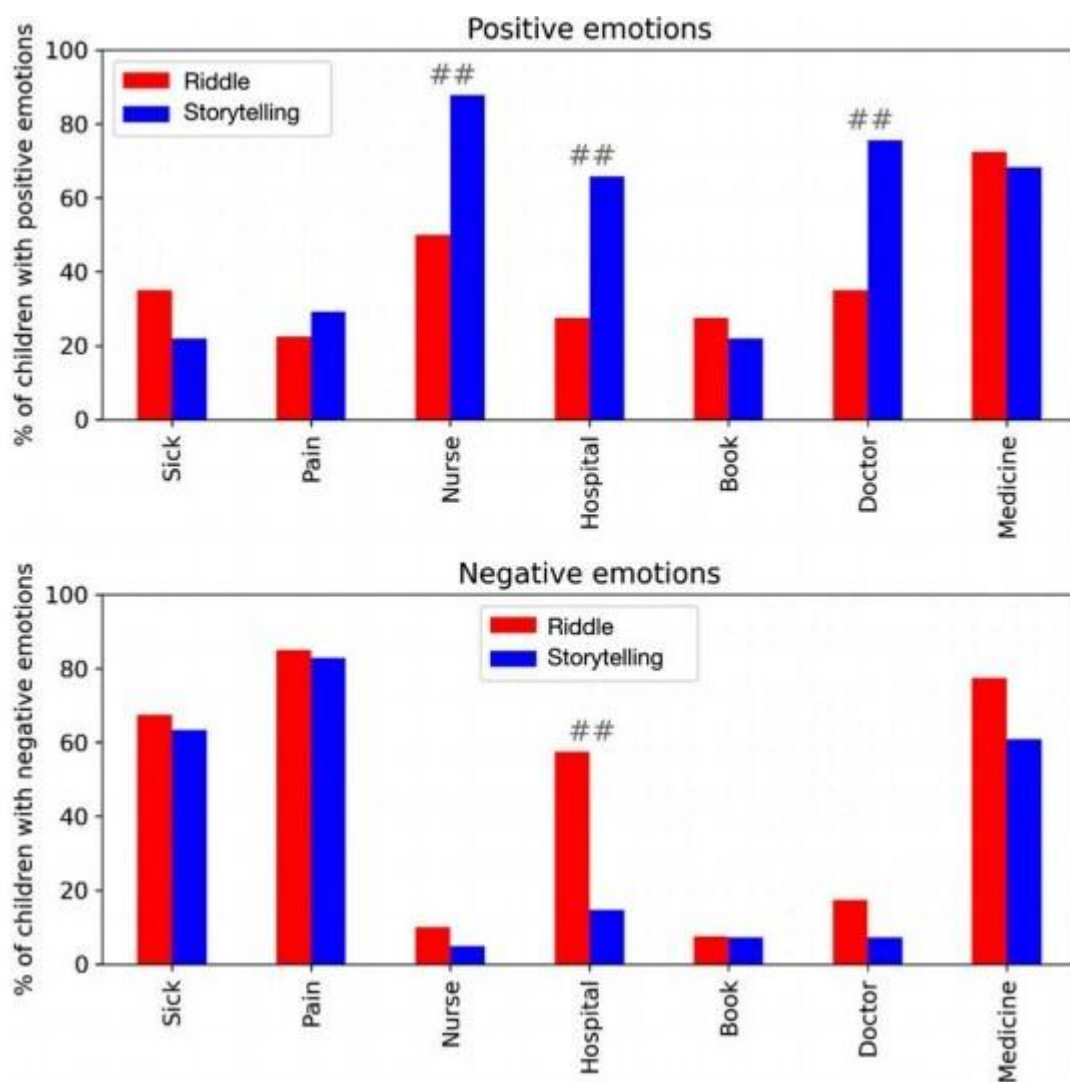 Positive emotions
% of children with positive emotions
100
80
60
40
20
0
Riddle
Storytelling
##
##
##
Sick
Pain
Nurse
Hospital
Book
Doctor
Medicine
Negative emotions
% of children with negative emotions
100
80
60
40
20
0
Riddle
Storytelling
##
Sick
Pain
Nurse
Hospital
Book
Doctor
Medicine